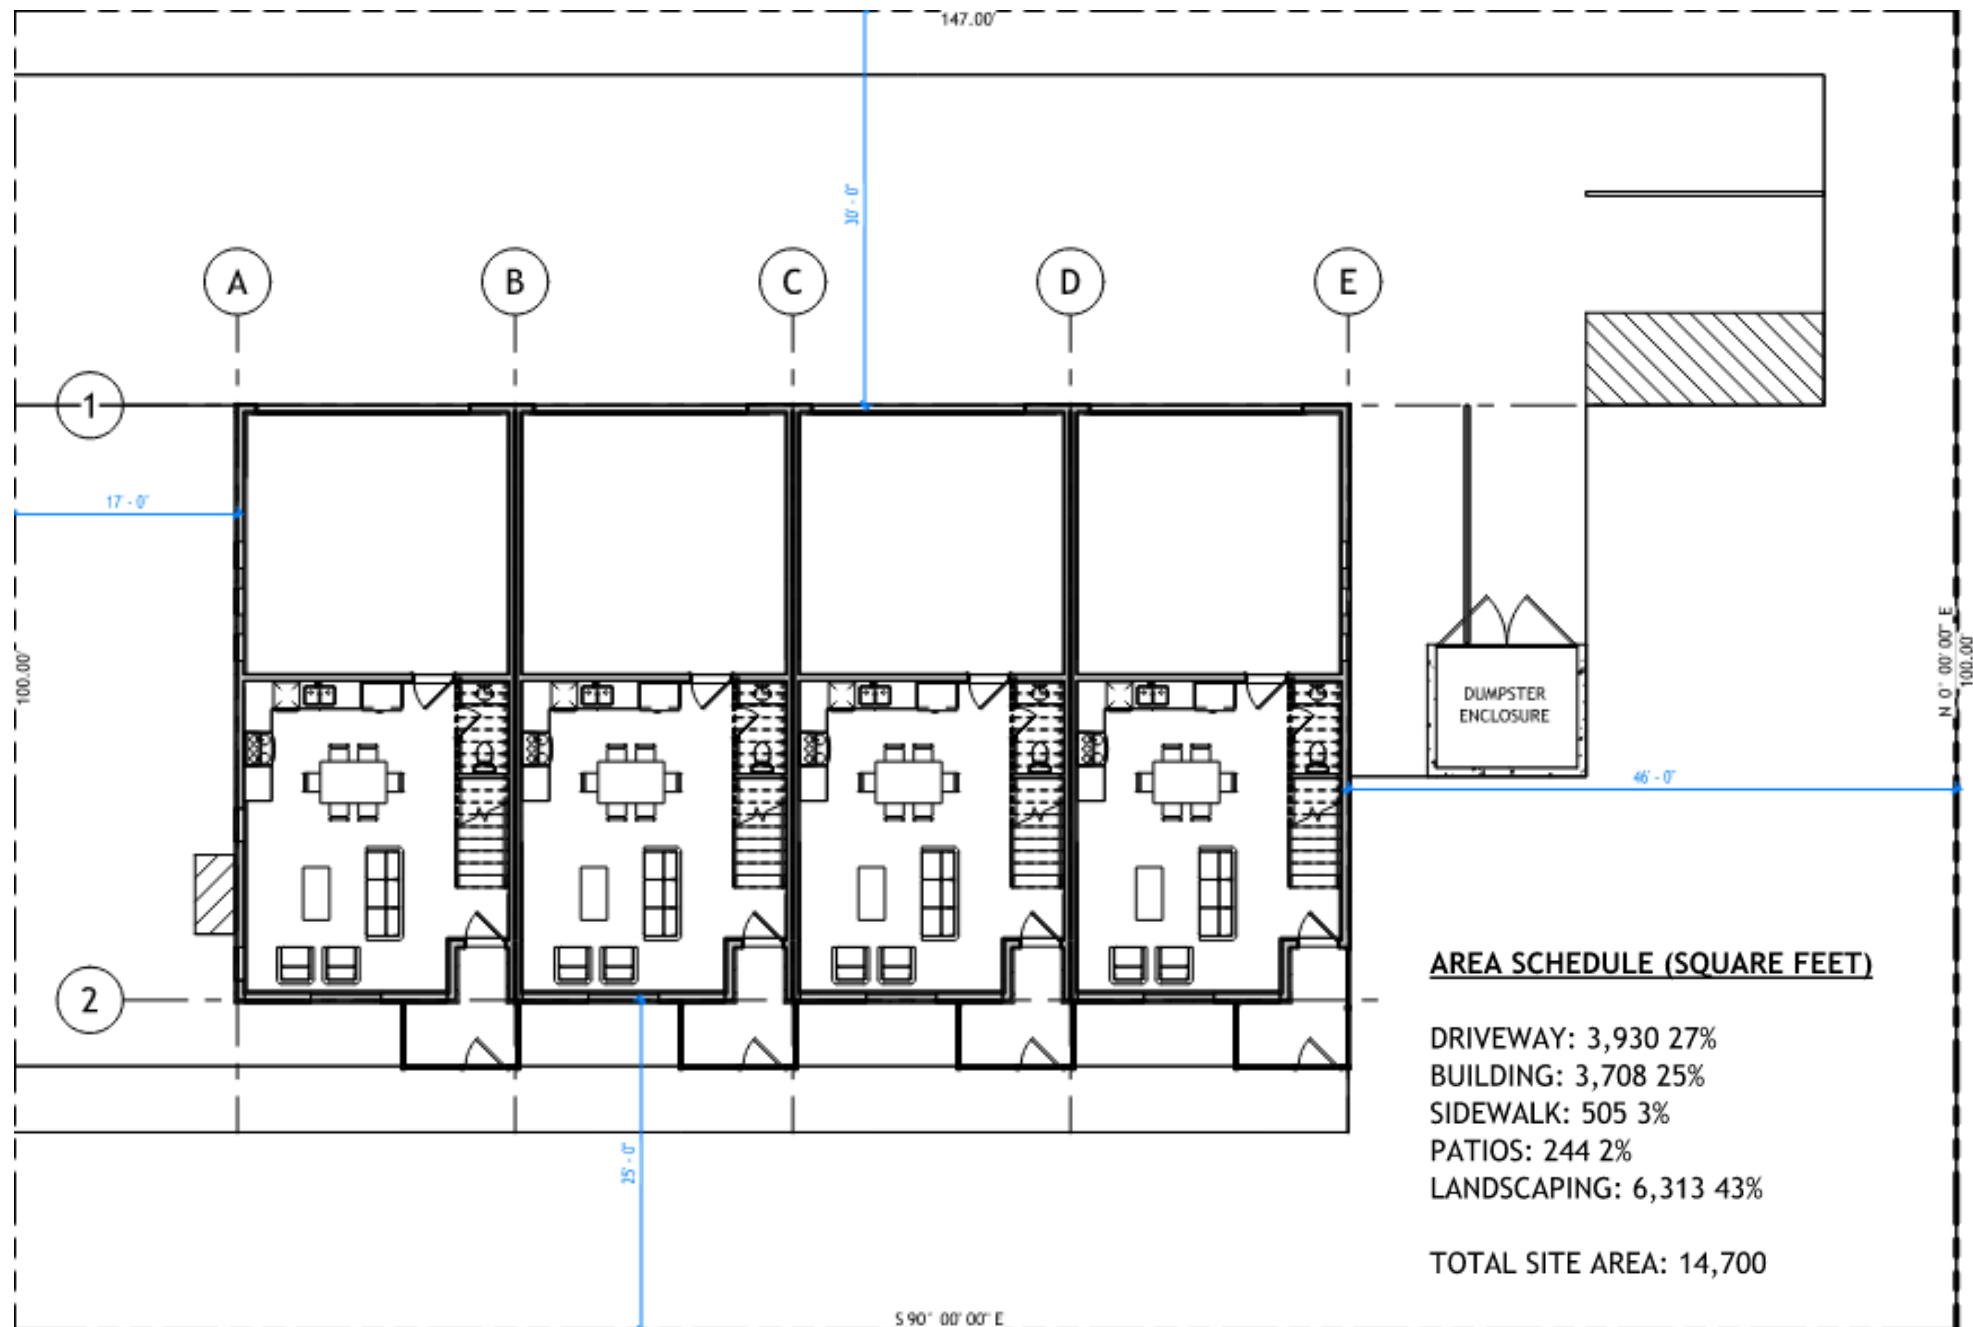 147.00'
30' - 0"
A
B
C
D
E
1
17' - 0"
100.00'
N 0° 00' 00" E
100.00'
DUMPSTER
ENCLOSURE
46' - 0"
2
25' - 0"
AREA SCHEDULE (SQUARE FEET)
DRIVEWAY: 3,930 27%
BUILDING: 3,708 25%
SIDEWALK: 505 3%
PATIOS: 244 2%
LANDSCAPING: 6,313 43%
TOTAL SITE AREA: 14,700
S 90° 00' 00" E